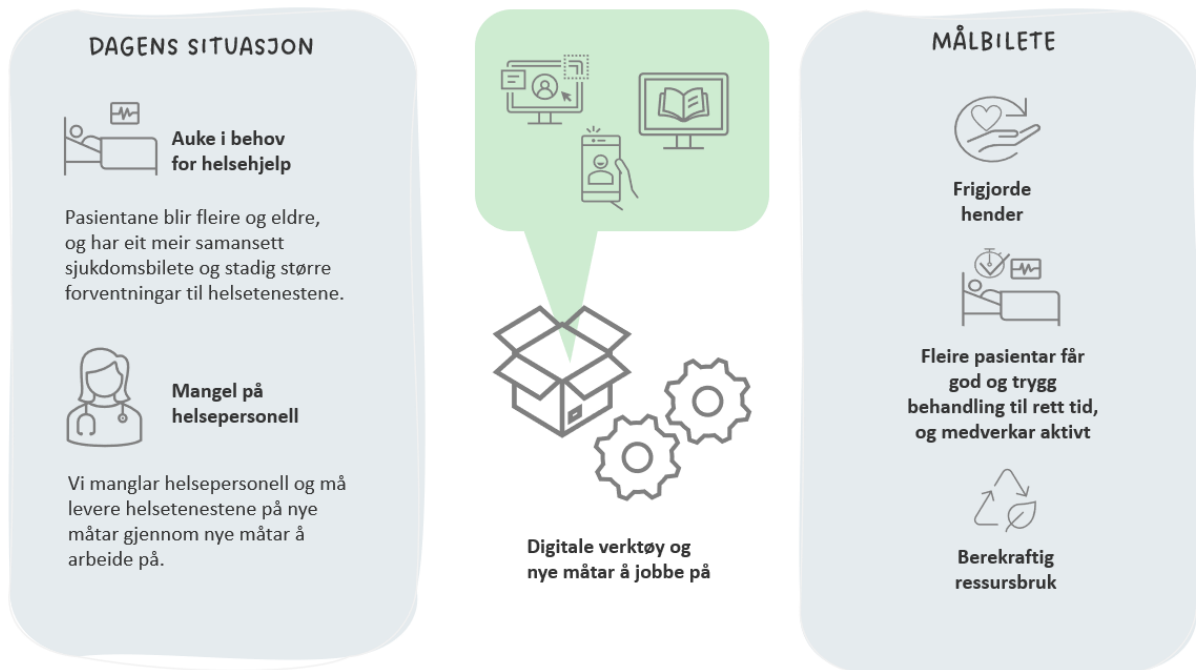 DAGENS SITUASJON
Auke i behov
for helsehjelp
Pasientane blir fleire og eldre,
og har eit meir samansett
sjukdomsbilete og stadig større
forventningar til helsetenestene.
Mangel på
helsepersonell
Vi manglar helsepersonell og må
levere helsetenestene på nye
måtar gjennom nye måtar å
arbeide på.
Digitale verktøy og
nye måtar å jobbe på
MÅLBILETE
Frigjorde
hender
Fleire pasientar får
god og trygg
behandling til rett tid,
og medverkar aktivt
Berekraftig
ressursbruk